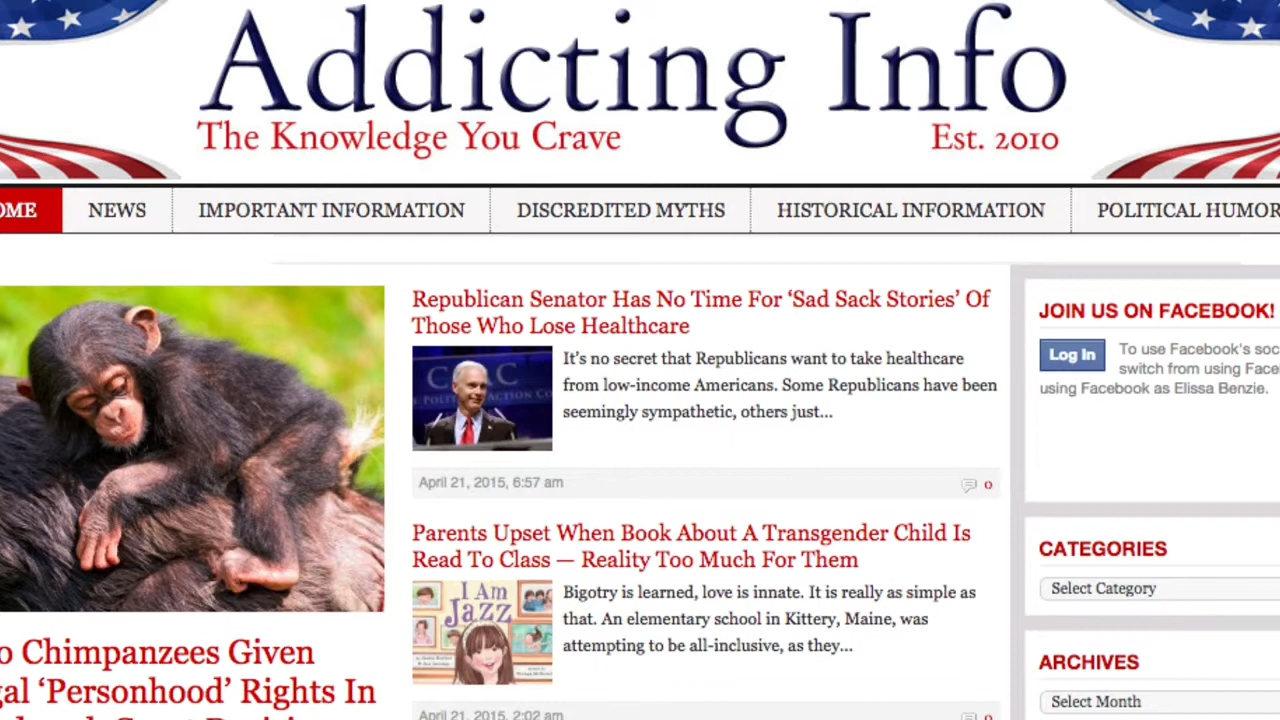 Addicting Info
The Knowledge You Crave
Est. 2010
OME
NEWS
IMPORTANT INFORMATION
DISCREDITED MYTHS
HISTORICAL INFORMATION
POLITICAL HUMOR
Republican Senator Has No Time For ‘Sad Sack Stories’ Of
Those Who Lose Healthcare
It’s no secret that Republicans want to take healthcare
from low-income Americans. Some Republicans have been
seemingly sympathetic, others just...
April 21, 2015, 6:57 am
0
Parents Upset When Book About A Transgender Child Is
Read To Class — Reality Too Much For Them
I Am
Jazz
Bigotry is learned, love is innate. It is really as simple as
that. An elementary school in Kittery, Maine, was
attempting to be all-inclusive, as they...
April 21, 2015, 2:02 am
0
o Chimpanzees Given
gal ‘Personhood’ Rights In
JOIN US ON FACEBOOK!
Log In
To use Facebook's soc
switch from using Face
using Facebook as Elissa Benzie.
CATEGORIES
Select Category
ARCHIVES
Select Month